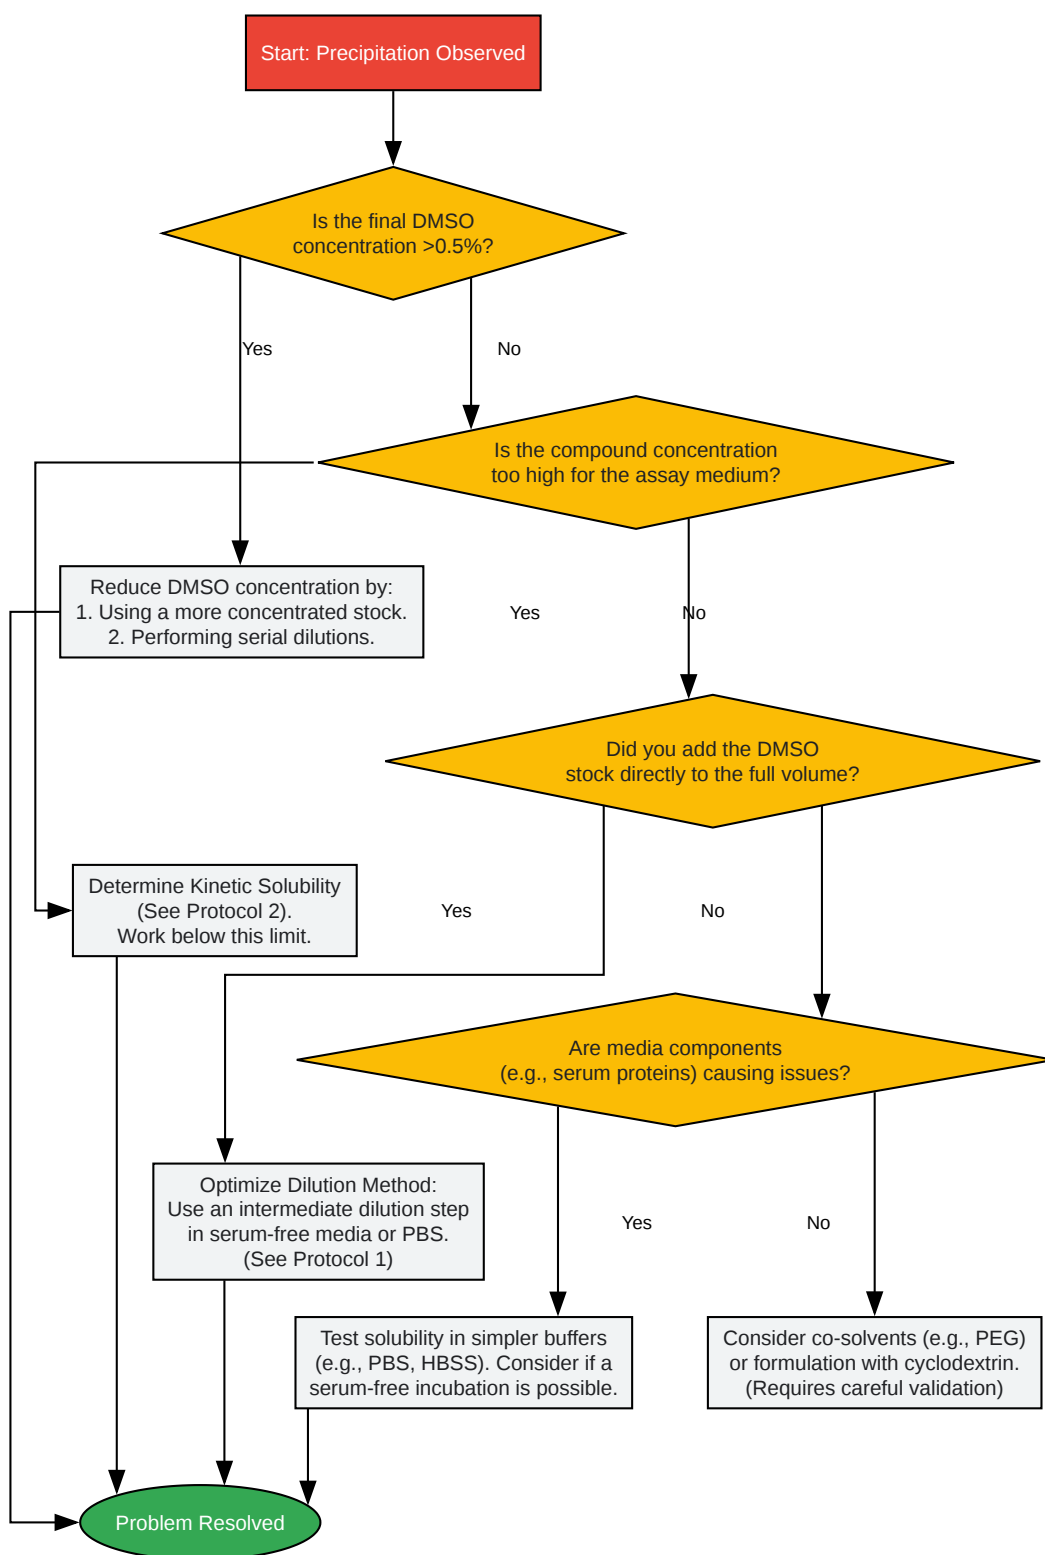 Start: Precipitation Observed
Is the final DMSO
concentration >0.5%?
Yes
No
Is the compound concentration
too high for the assay medium?
Reduce DMSO concentration by:
1. Using a more concentrated stock.
2. Performing serial dilutions.
Yes
No
Did you add the DMSO
stock directly to the full volume?
Determine Kinetic Solubility
(See Protocol 2).
Work below this limit.
Yes
No
Are media components
(e.g., serum proteins) causing issues?
Optimize Dilution Method:
Use an intermediate dilution step
in serum-free media or PBS.
(See Protocol 1)
Yes
No
Test solubility in simpler buffers
(e.g., PBS, HBSS). Consider if a
serum-free incubation is possible.
Consider co-solvents (e.g., PEG)
or formulation with cyclodextrin.
(Requires careful validation)
Problem Resolved